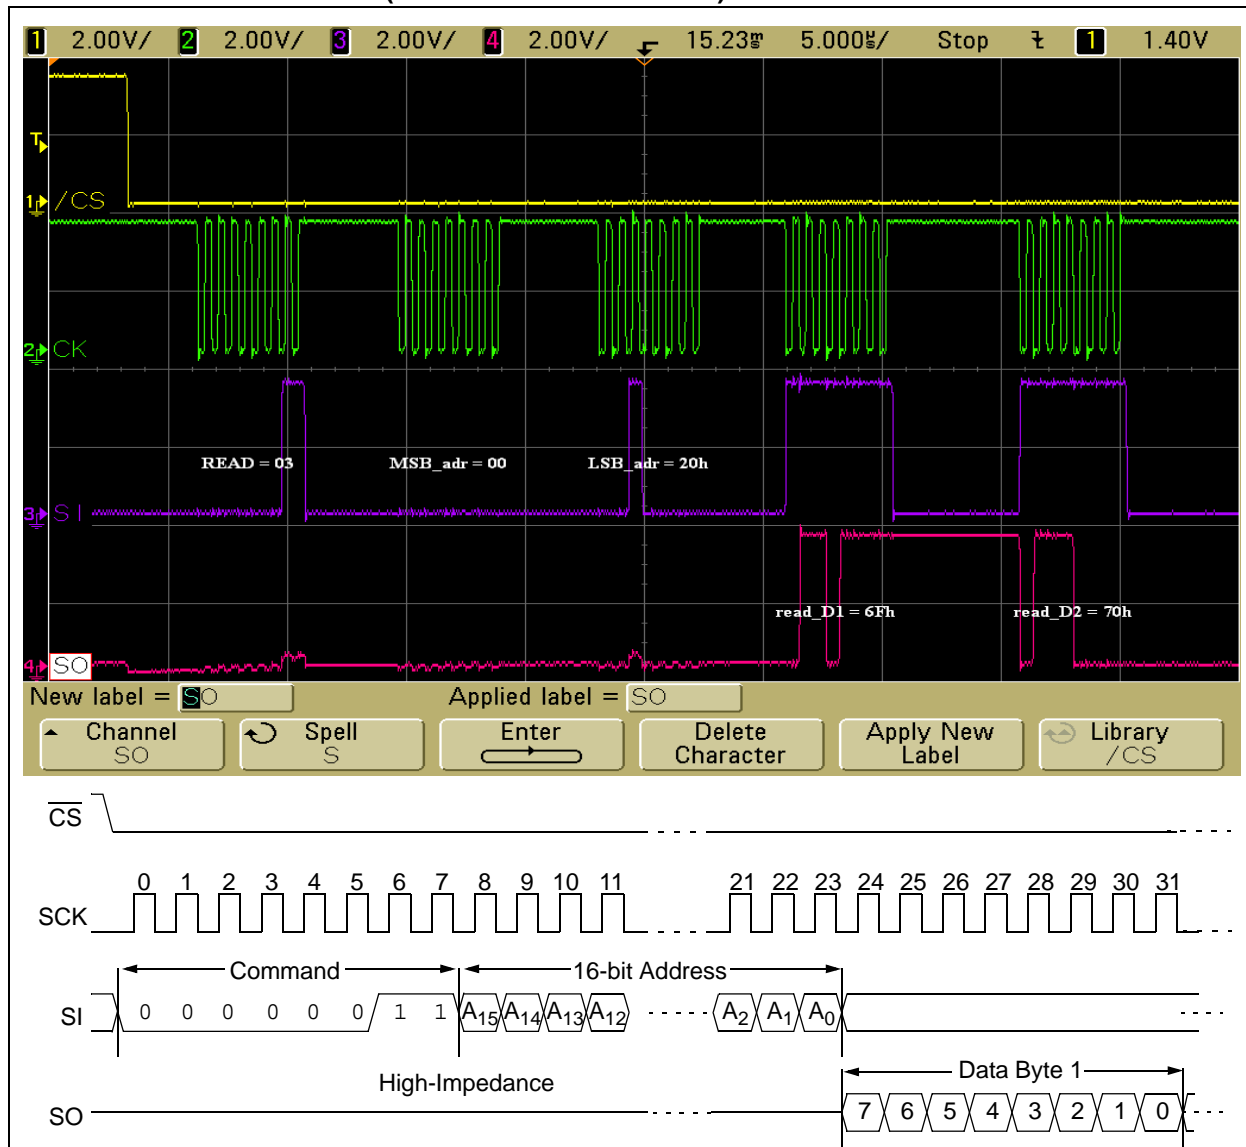 1 2.00V/ 2 2.00V/ 3 2.00V/ 4 2.00V/ 15.23ms 5.000µs/ Stop 1 1.40V
T
1 /CS
2 CK
READ = 03 MSB_adr = 00 LSB_adr = 20h
3 SI
read_D1 = 6Fh read_D2 = 70h
4 SO
New label = SO Applied label = SO
Channel SO Spell S Enter Delete Character Apply New Label Library /CS
CS
0 1 2 3 4 5 6 7 8 9 10 11 21 22 23 24 25 26 27 28 29 30 31
SCK
Command 16-bit Address
SI 0 0 0 0 0 0 1 1 A15 A14 A13 A12 A2 A1 A0
High-Impedance Data Byte 1
SO 7 6 5 4 3 2 1 0